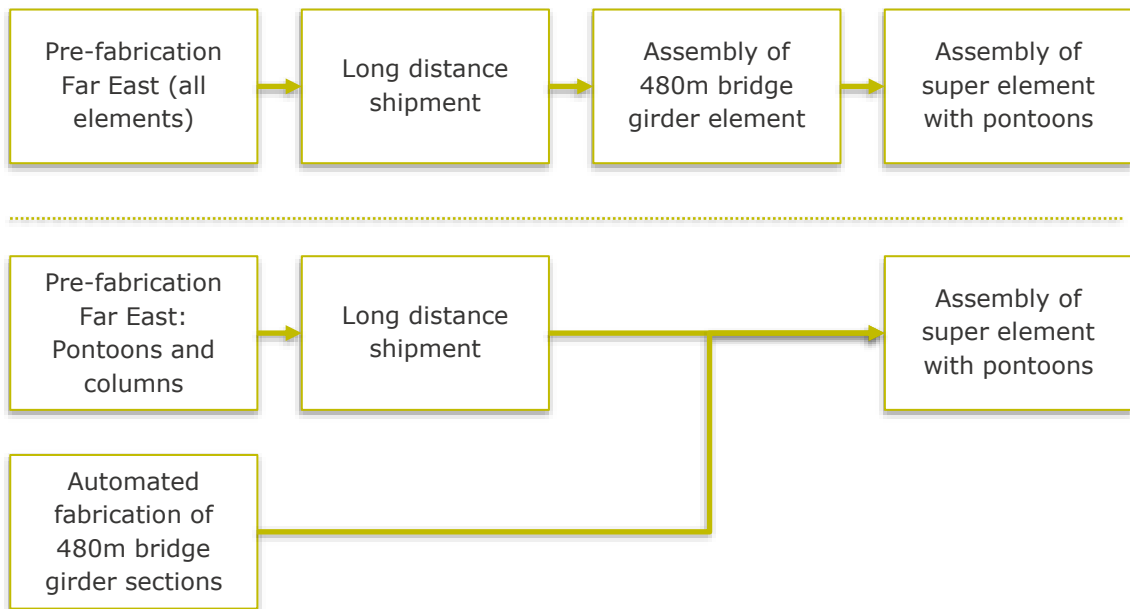 Pre-fabrication
Far East (all
elements)
Long distance
shipment
Assembly of
480m bridge
girder element
Assembly of
super element
with pontoons
Pre-fabrication
Far East:
Pontoons and
columns
Long distance
shipment
Assembly of
super element
with pontoons
Automated
fabrication of
480m bridge
girder sections